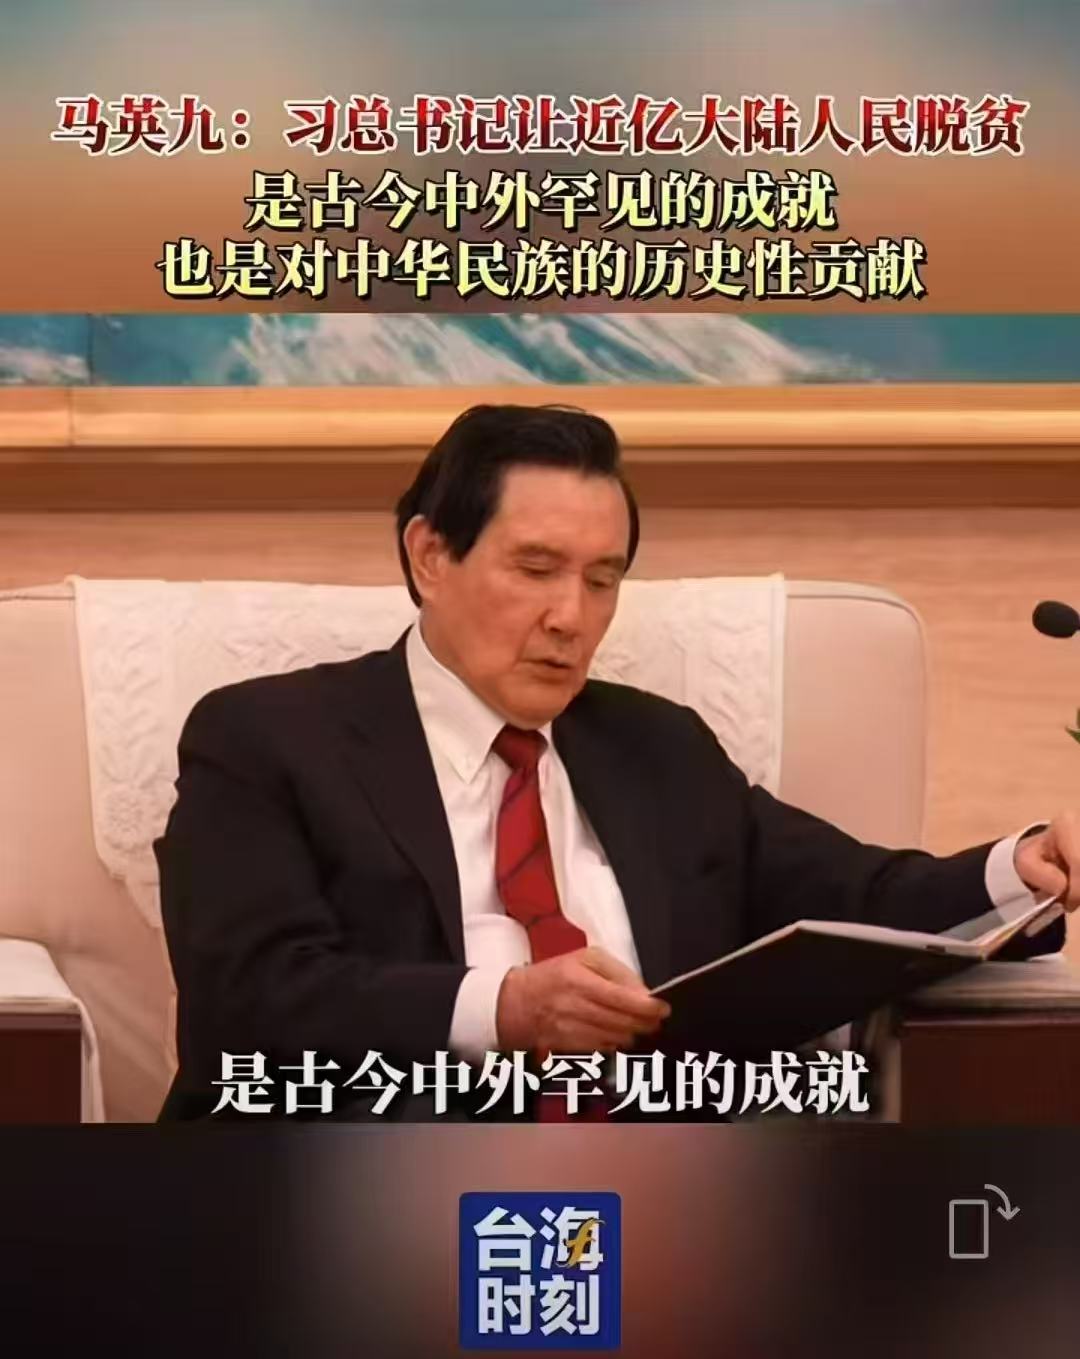 马英九：习总书记让近亿大陆人民脱贫
是古今中外罕见的成就
也是对中华民族的历史性贡献
是古今中外罕见的成就
台海
时刻